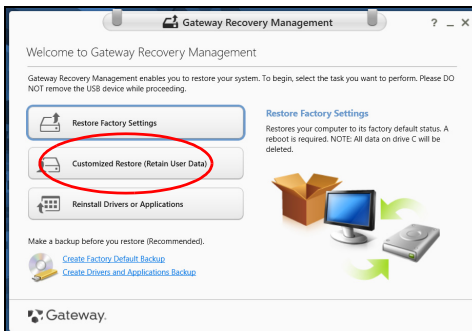 Gateway Recovery Management
? _ X
Welcome to Gateway Recovery Management
Gateway Recovery Management enables you to restore your system. To begin, select the task you want to perform. Please DO
NOT remove the USB device while proceeding.
Restore Factory Settings
Customized Restore (Retain User Data)
Reinstall Drivers or Applications
Restore Factory Settings
Restores your computer to its factory default status. A
reboot is required. NOTE: All data on drive C will be
deleted.
Make a backup before you restore (Recommended).
Create Factory Default Backup
Create Drivers and Applications Backup
Gateway.